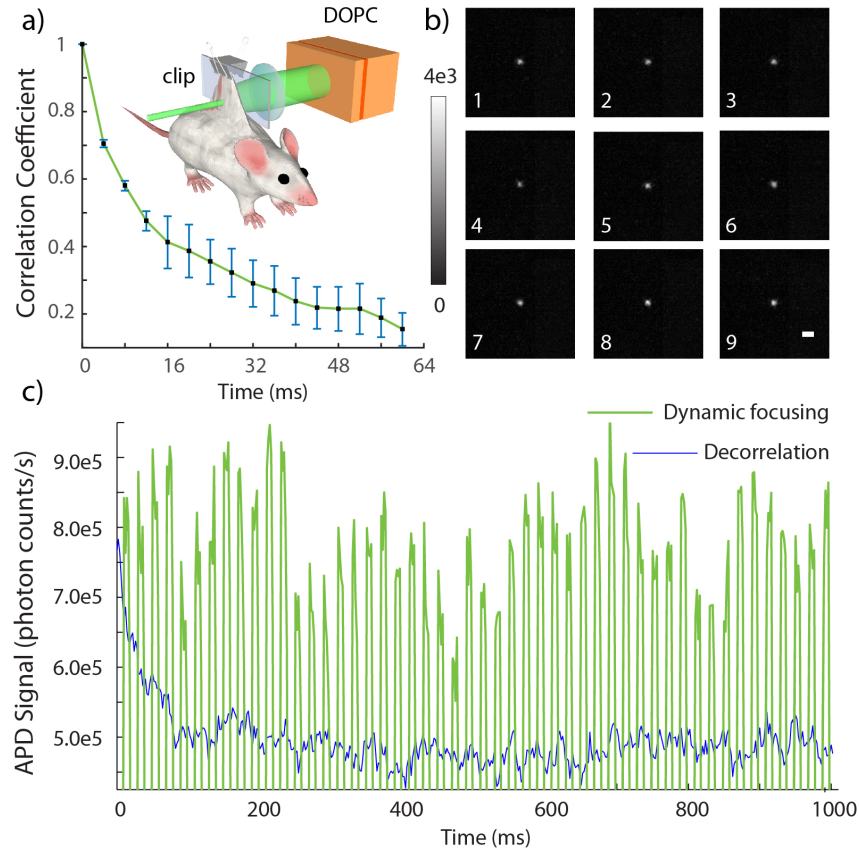 a)
DOPC
clip
Correlation Coefficient
1
0.8
0.6
0.4
0.2
0
16
32
48
64
Time (ms)
4e3
0
b)
1
2
3
4
5
6
7
8
9
c)
Dynamic focusing
Decorrelation
APD Signal (photon counts/s)
9.0e5
8.0e5
7.0e5
6.0e5
5.0e5
0
200
400
600
800
1000
Time (ms)